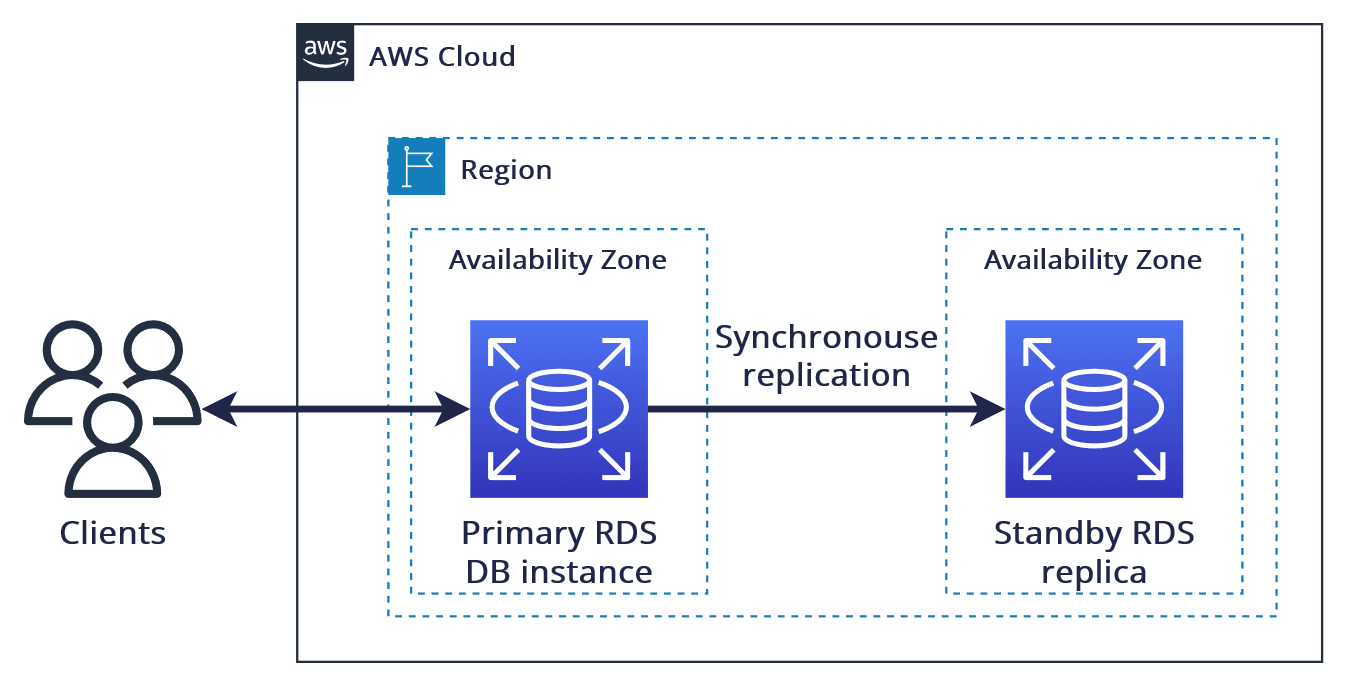 aws
AWS Cloud
Region
Availability Zone
Availability Zone
Synchronouse
replication
Clients
Primary RDS
DB instance
Standby RDS
replica